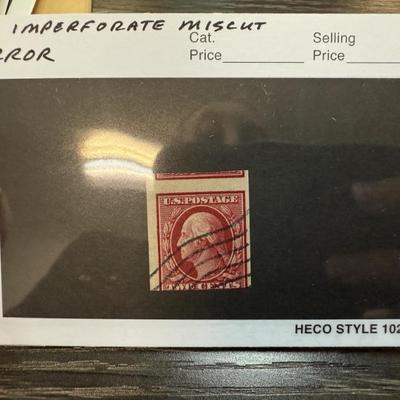 IMPERFORATE MISCUT
RROR
Cat.
Price
Selling
Price
U.S. POSTAGE
TWO CENTS
HECO STYLE 102